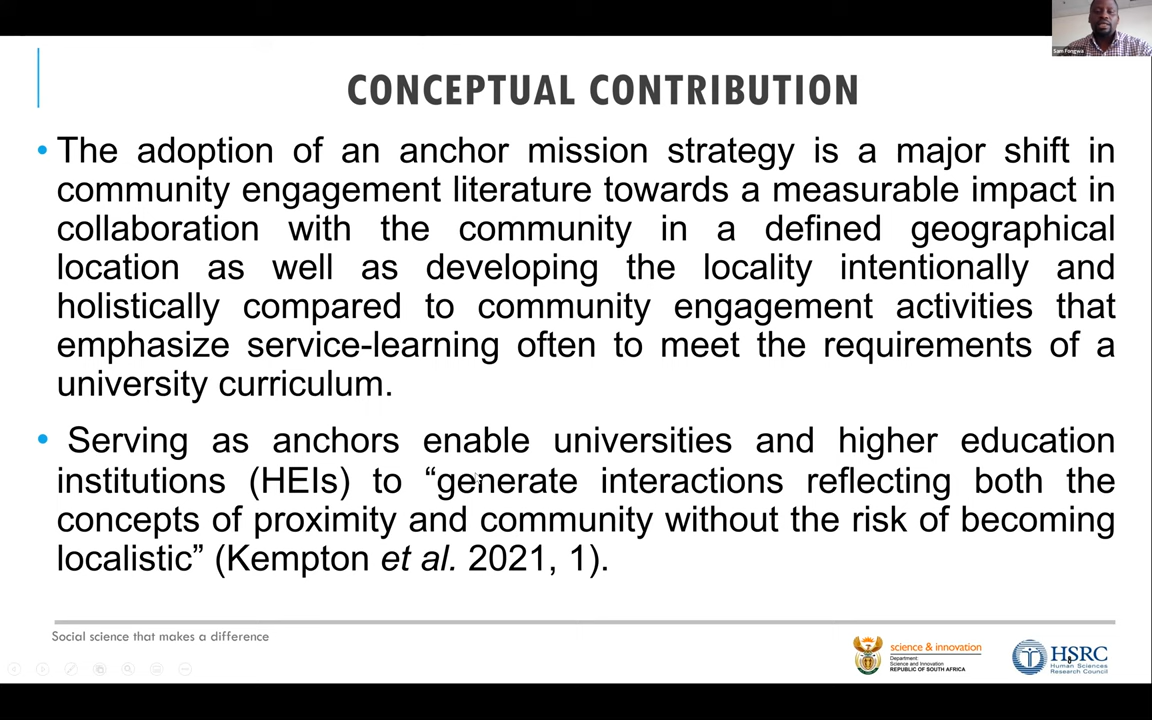 Sam Fongwa
CONCEPTUAL CONTRIBUTION
• The adoption of an anchor mission strategy is a major shift in
community engagement literature towards a measurable impact in
collaboration with the community in a defined geographical
location as well as developing the locality intentionally and
holistically compared to community engagement activities that
emphasize service-learning often to meet the requirements of a
university curriculum.
• Serving as anchors enable universities and higher education
institutions (HEIs) to “generate interactions reflecting both the
concepts of proximity and community without the risk of becoming
localistic” (Kempton et al. 2021, 1).
Social science that makes a difference
science & innovation
Department:
Science and Innovation
REPUBLIC OF SOUTH AFRICA
HSRC
Human Sciences
Research Council